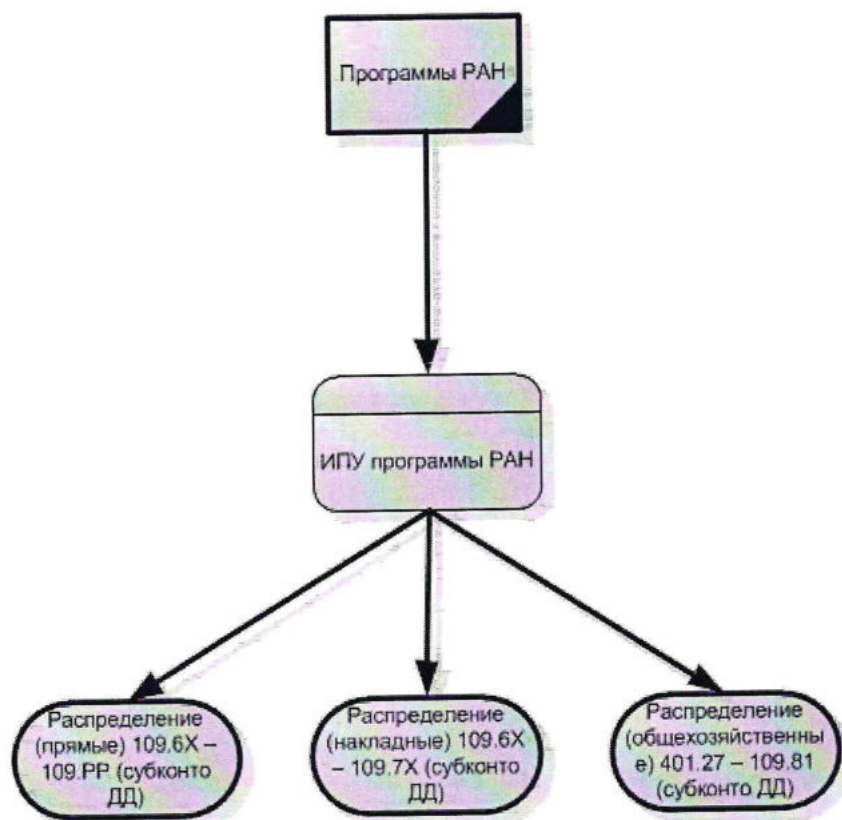 Программы РАН
ИПУ программы РАН
Распределение
(прямые) 109.6X –
109.PP (субконто
ДД)
Распределение
(накладные) 109.6X
– 109.7X (субконто
ДД)
Распределение
(общехозяйственны
е) 401.27 – 109.81
(субконто ДД)